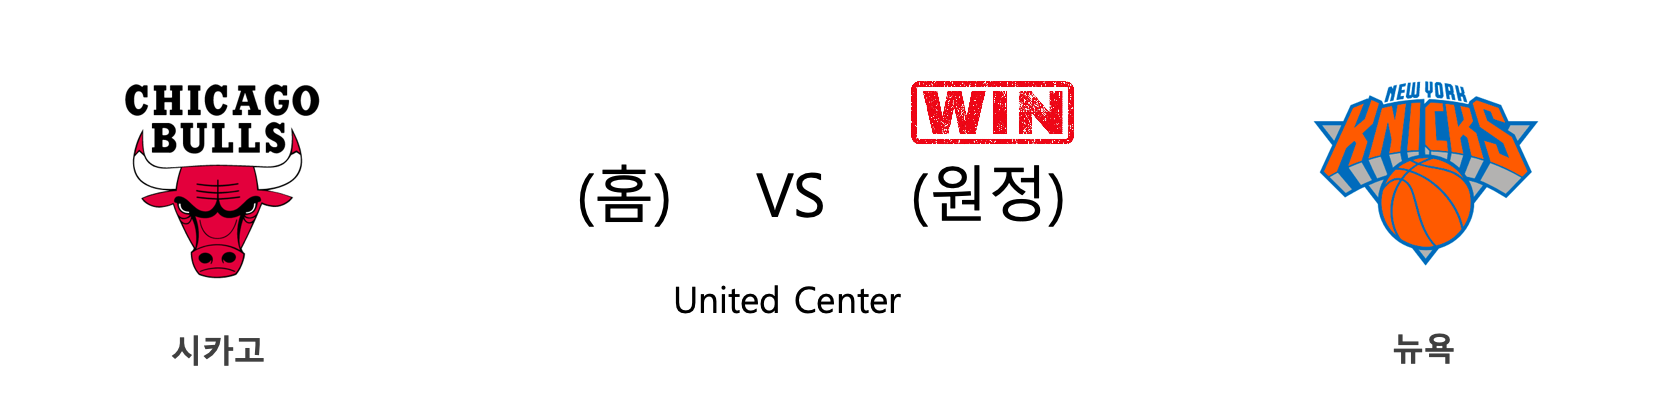 CHICAGO
BULLS
WIN
NEW YORK
KNICKS
(홈) VS (원정)
United Center
시카고
뉴욕